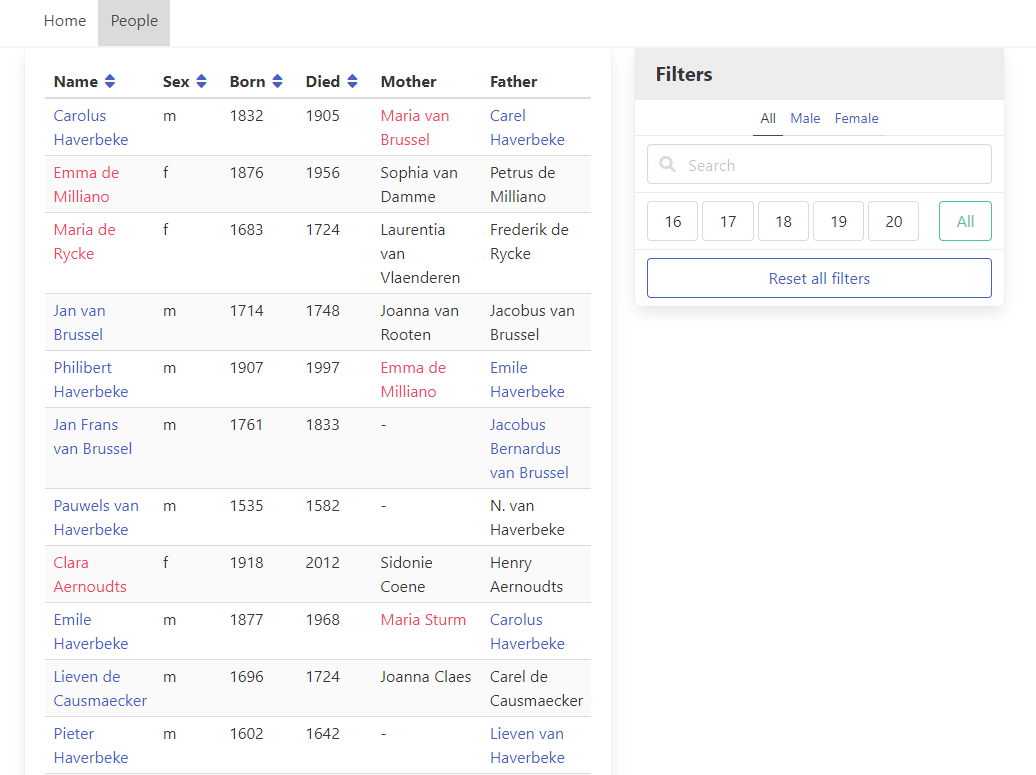 Home People
Name Sex Born Died Mother Father
Carolus m 1832 1905 Maria van Carel
Haverbeke Brussel Haverbeke
Emma de f 1876 1956 Sophia van Petrus de
Milliano Damme Milliano
Maria de f 1683 1724 Laurentia Frederik de
Rycke van Rycke
Vlaenderen
Jan van m 1714 1748 Joanna van Jacobus van
Brussel Rooten Brussel
Philibert m 1907 1997 Emma de Emile
Haverbeke Milliano Haverbeke
Jan Frans m 1761 1833 - Jacobus
van Brussel Bernardus
van Brussel
Pauwels van m 1535 1582 - N. van
Haverbeke Haverbeke
Clara f 1918 2012 Sidonie Henry
Aernoudts Coene Aernoudts
Emile m 1877 1968 Maria Sturm Carolus
Haverbeke Haverbeke
Lieven de m 1696 1724 Joanna Claes Carel de
Causmaecker Causmaecker
Pieter m 1602 1642 - Lieven van
Haverbeke Haverbeke
Filters
All Male Female
Search
16 17 18 19 20 All
Reset all filters